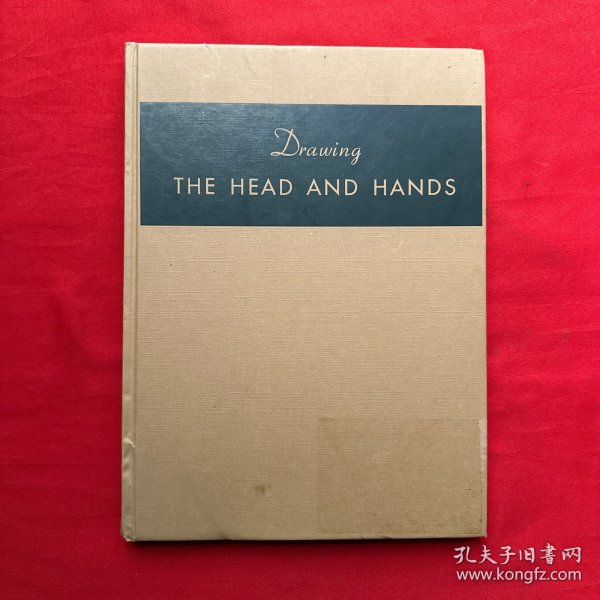 Drawing
THE HEAD AND HANDS
孔夫子旧书网
www.kongfz.com